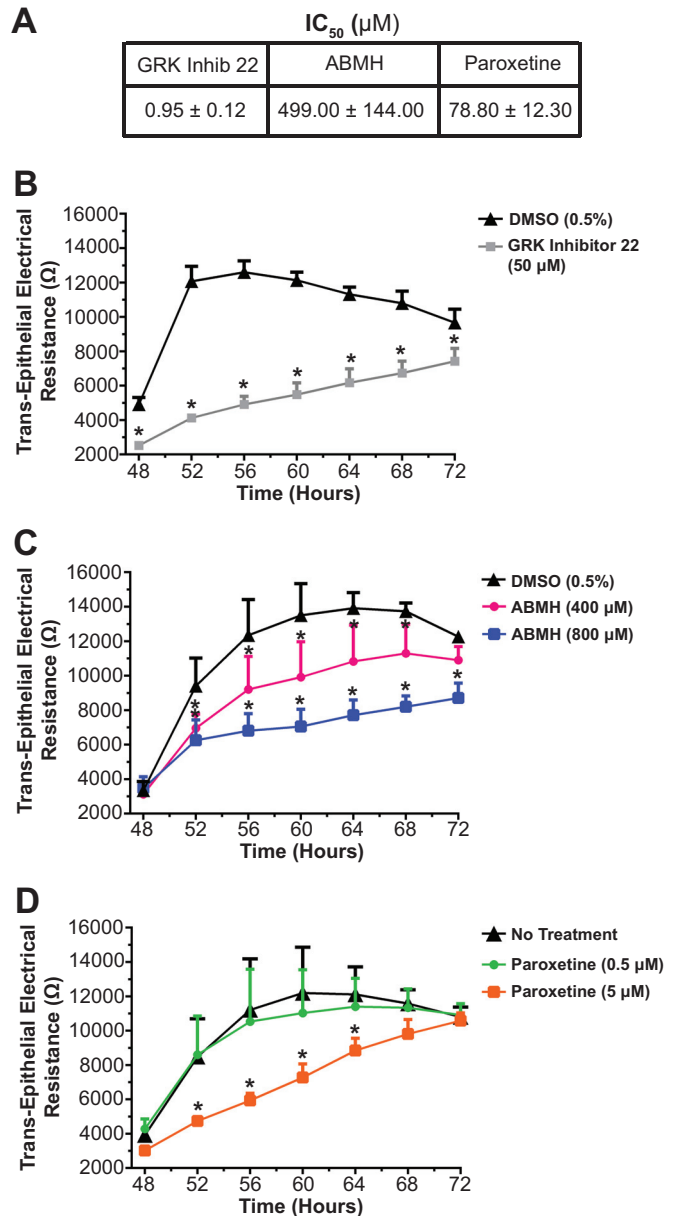 A
IC50 (µM)
GRK Inhib 22 ABMH Paroxetine
0.95 ± 0.12 499.00 ± 144.00 78.80 ± 12.30
B
Trans-Epithelial Electrical
Resistance (Ω)
16000
14000
12000
10000
8000
6000
4000
2000
* * * * * * *
48 52 56 60 64 68 72
Time (Hours)
DMSO (0.5%)
GRK Inhibitor 22
(50 µM)
C
Trans-Epithelial Electrical
Resistance (Ω)
16000
14000
12000
10000
8000
6000
4000
2000
* * * * *
* * * * * *
48 52 56 60 64 68 72
Time (Hours)
DMSO (0.5%)
ABMH (400 µM)
ABMH (800 µM)
D
Trans-Epithelial Electrical
Resistance (Ω)
16000
14000
12000
10000
8000
6000
4000
2000
* * * *
48 52 56 60 64 68 72
Time (Hours)
No Treatment
Paroxetine (0.5 µM)
Paroxetine (5 µM)